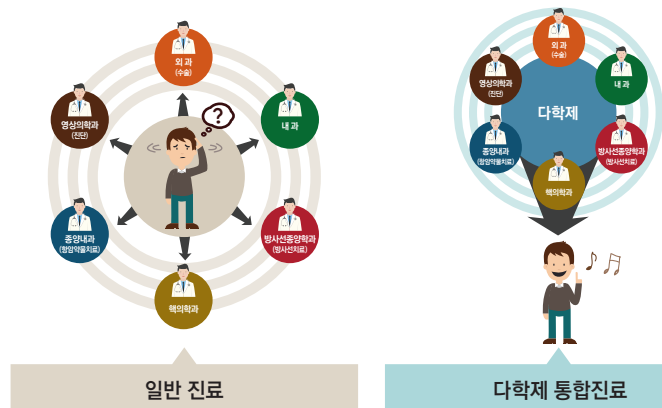 외 과
(수술)
영상의학과
(진단)
내 과
?
종양내과
(항암약물치료)
방사선종양학과
(방사선치료)
핵의학과
일반 진료
외 과
(수술)
영상의학과
(진단)
내 과
다학제
종양내과
(항암약물치료)
방사선종양학과
(방사선치료)
핵의학과
다학제 통합진료